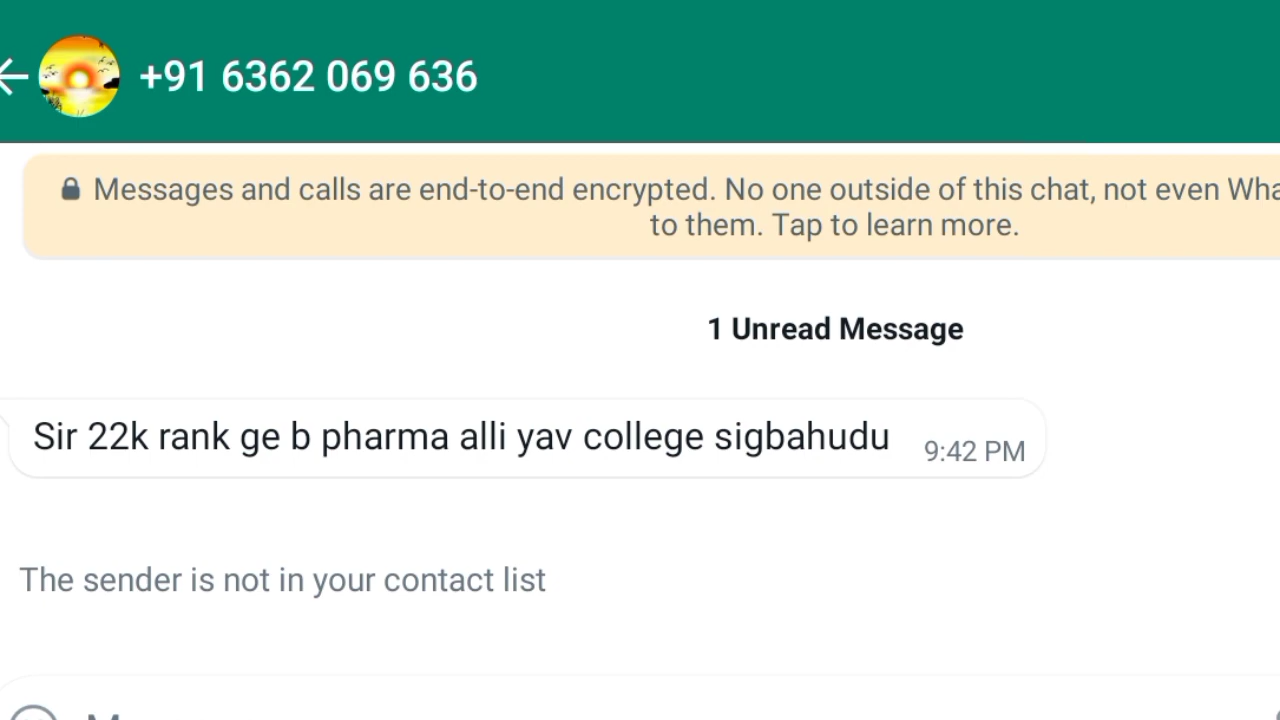 +91 6362 069 636
Messages and calls are end-to-end encrypted. No one outside of this chat, not even
to them. Tap to learn more.
1 Unread Message
Sir 22k rank ge b pharma alli yav college sigbahudu
9:42 PM
The sender is not in your contact list